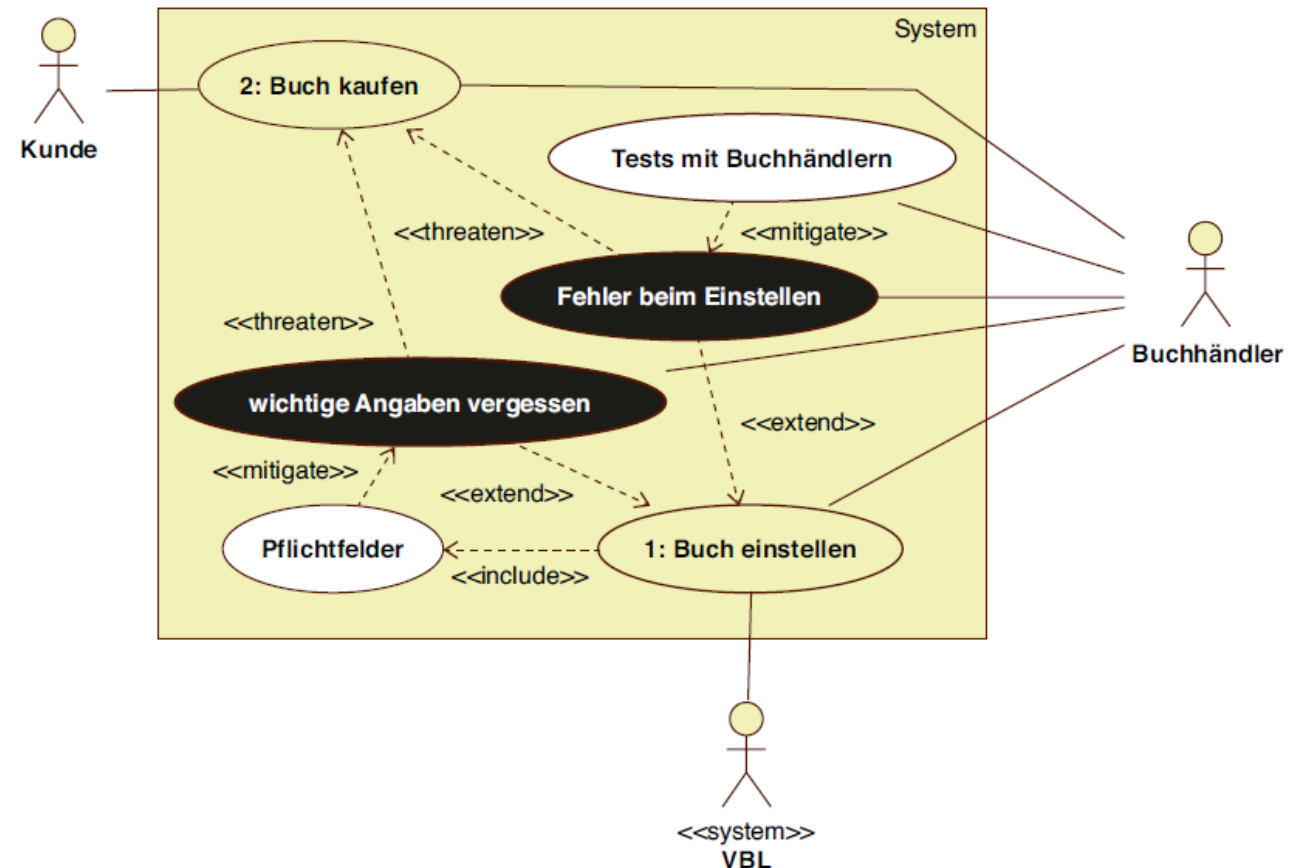 System
2: Buch kaufen
Kunde
Tests mit Buchhändlern
<<threaten>>
<<mitigate>>
Fehler beim Einstellen
<<threaten>>
Buchhändler
wichtige Angaben vergessen
<<extend>>
<<mitigate>>
<<extend>>
Pflichtfelder
1: Buch einstellen
<<include>>
<<system>>
VBL